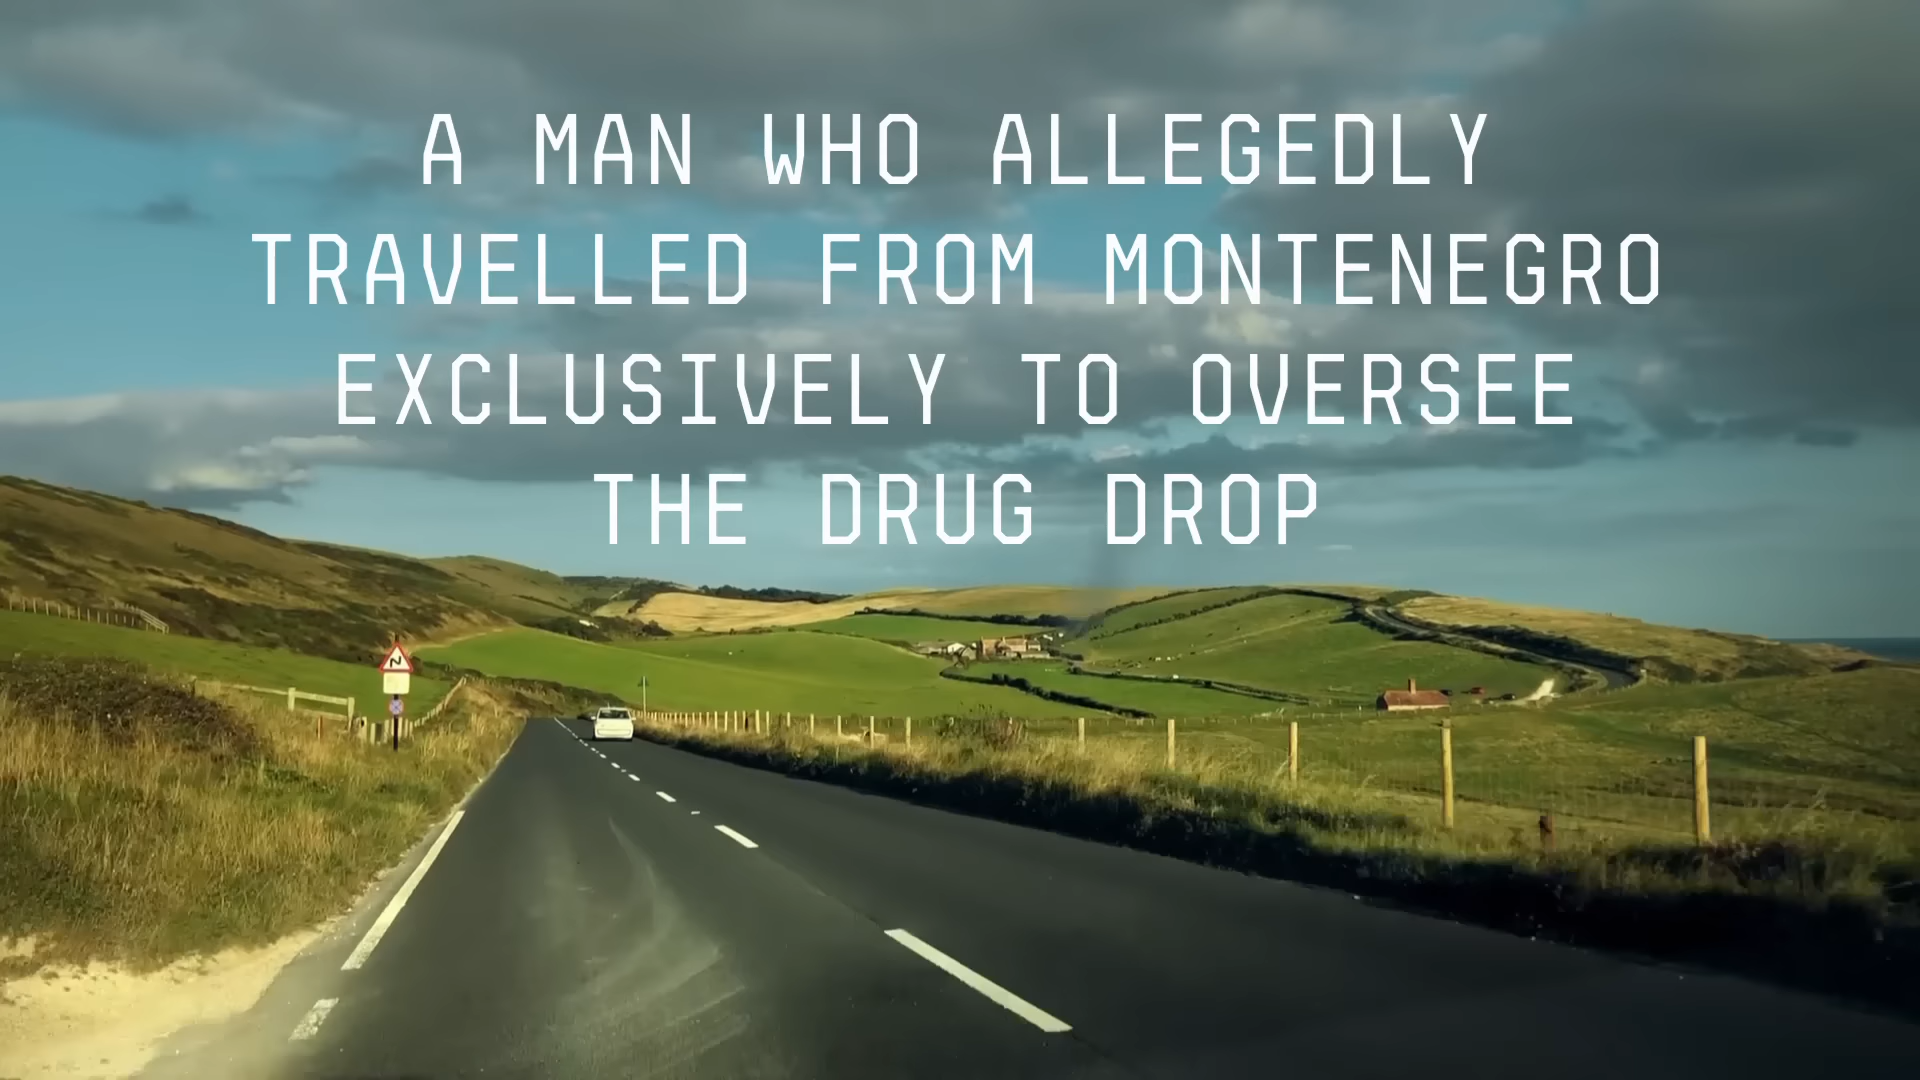 A MAN WHO ALLEGEDLY
TRAVELLED FROM MONTENEGRO
EXCLUSIVELY TO OVERSEE
THE DRUG DROP